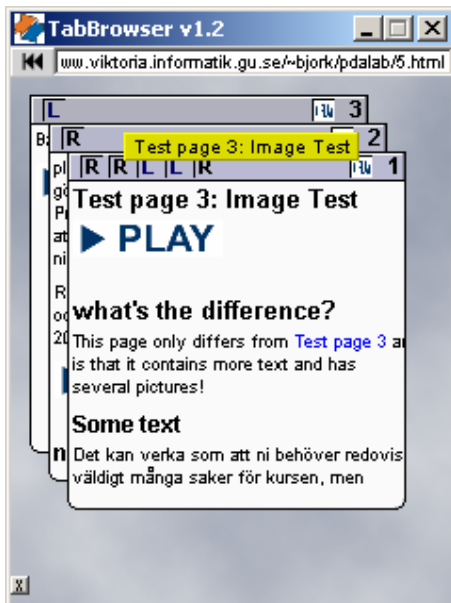 TabBrowser v1.2
ww.viktoria.informatik.gu.se/~bjork/pdalab/5.html
L 3
R 2
Test page 3: Image Test
R R L L R 1
Test page 3: Image Test
PLAY
what's the difference?
This page only differs from Test page 3 a
is that it contains more text and has
several pictures!
Some text
Det kan verka som att ni behöver redovis
väldigt många saker för kursen, men
X